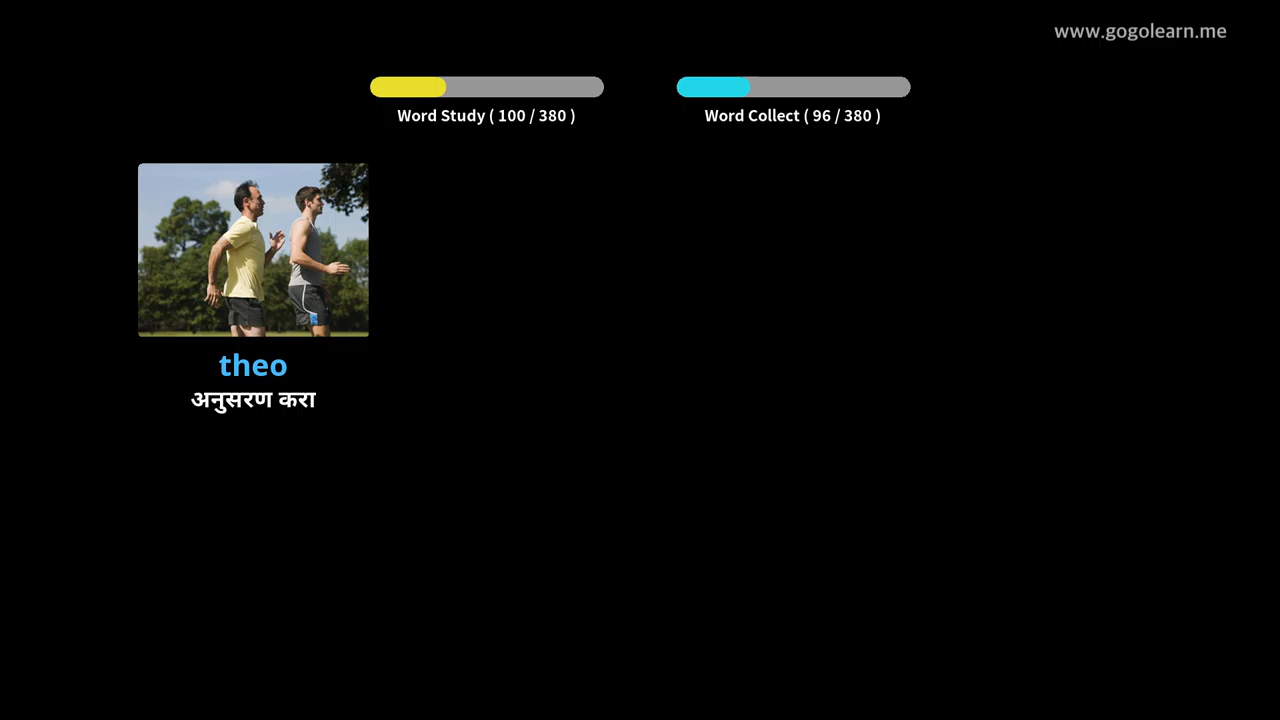 www.gogolearn.me
Word Study ( 100 / 380 )
Word Collect ( 96 / 380 )
theo
अनुसरण करा